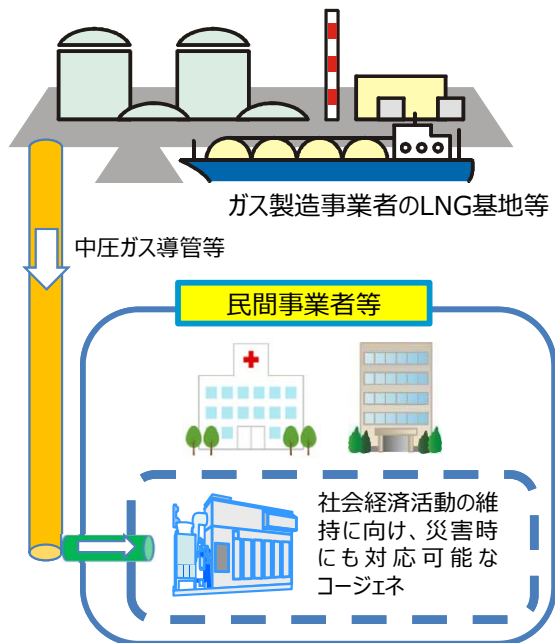 ガス製造事業者のLNG基地等
中圧ガス導管等
民間事業者等
社会経済活動の維
持に向け、災害時
にも対応可能な
コージェネ